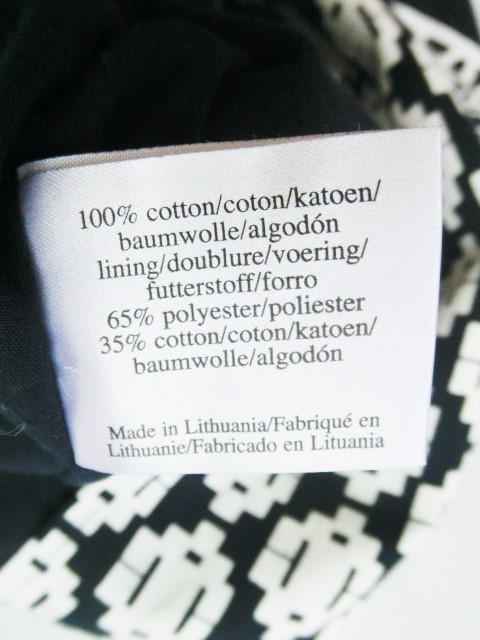 100% cotton/coton/katoen/
baumwolle/algodón
lining/doublure/voering/
futterstoff/forro
65% polyester/poliester
35% cotton/coton/katoen/
baumwolle/algodón
Made in Lithuania/Fabriqué en
Lithuanie/Fabricado en Lituania